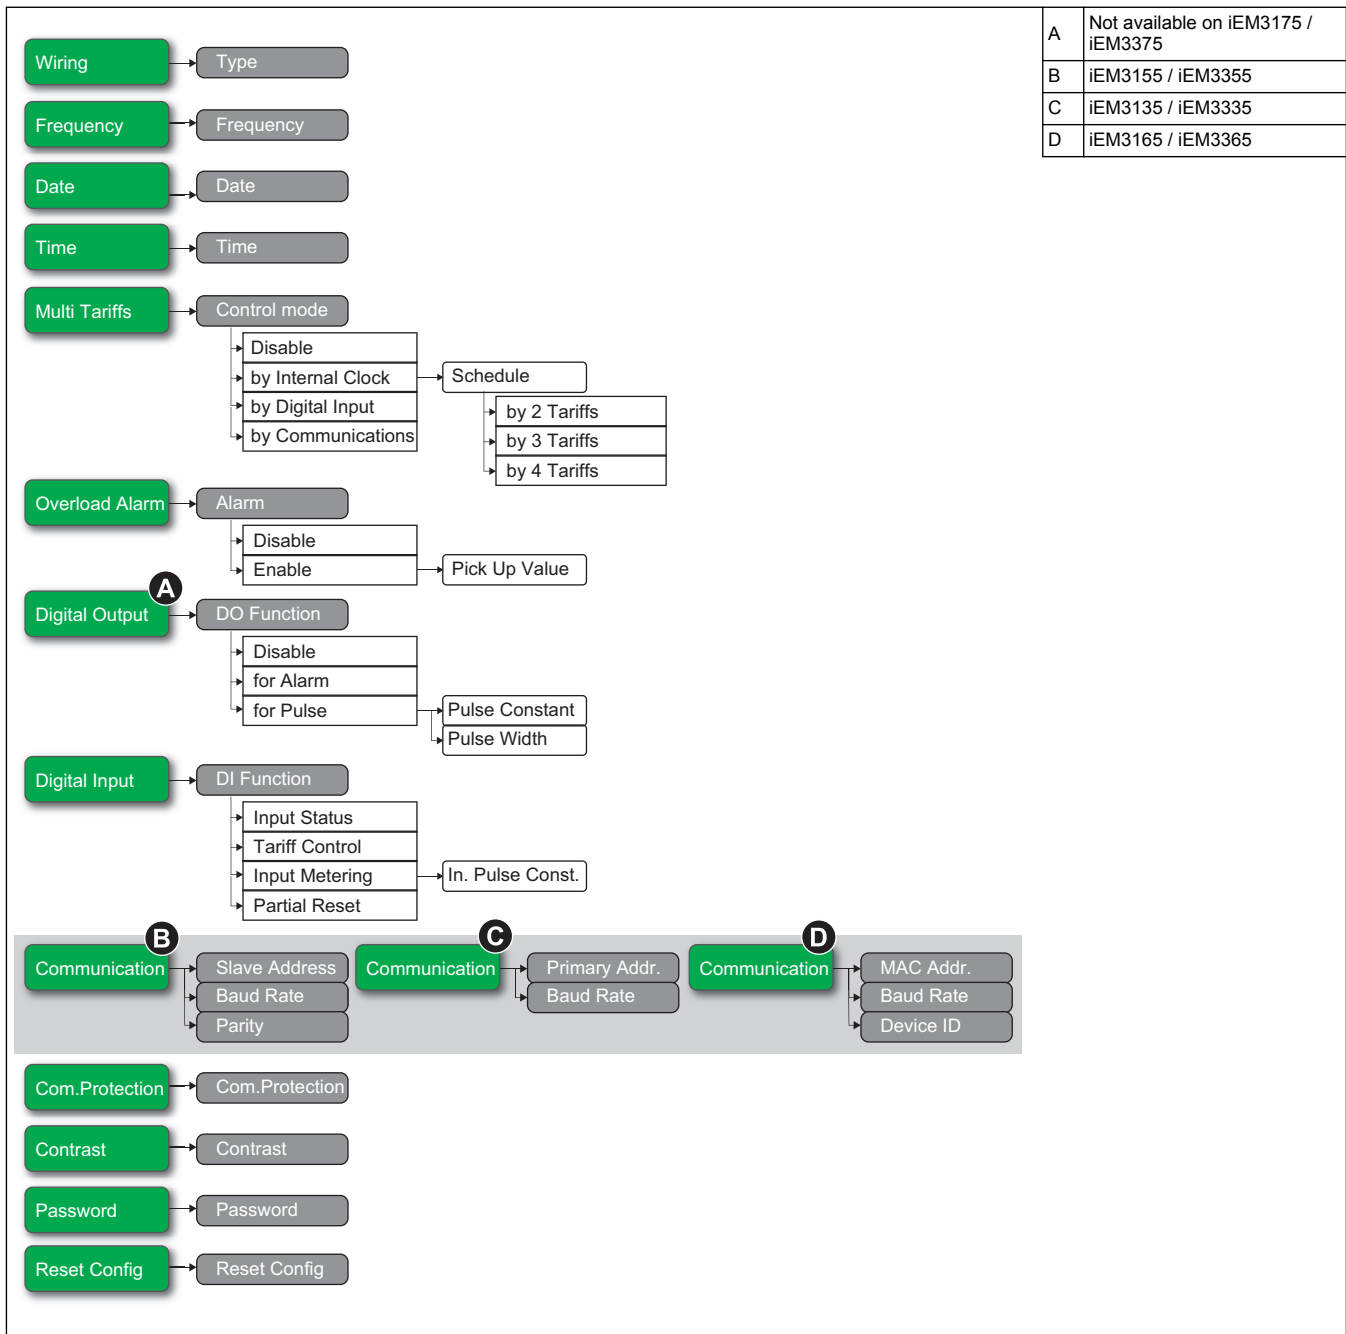 A
Not available on iEM3175 /
iEM3375
B
iEM3155 / iEM3355
C
iEM3135 / iEM3335
D
iEM3165 / iEM3365
Wiring
Type
Frequency
Frequency
Date
Date
Time
Time
Multi Tariffs
Control mode
Disable
by Internal Clock
Schedule
by Digital Input
by 2 Tariffs
by Communications
by 3 Tariffs
by 4 Tariffs
Overload Alarm
Alarm
Disable
Enable
Pick Up Value
A
Digital Output
DO Function
Disable
for Alarm
for Pulse
Pulse Constant
Pulse Width
Digital Input
DI Function
Input Status
Tariff Control
Input Metering
In. Pulse Const.
Partial Reset
B
Communication
Slave Address
Baud Rate
Parity
C
Communication
Primary Addr.
Baud Rate
D
Communication
MAC Addr.
Baud Rate
Device ID
Com.Protection
Com.Protection
Contrast
Contrast
Password
Password
Reset Config
Reset Config